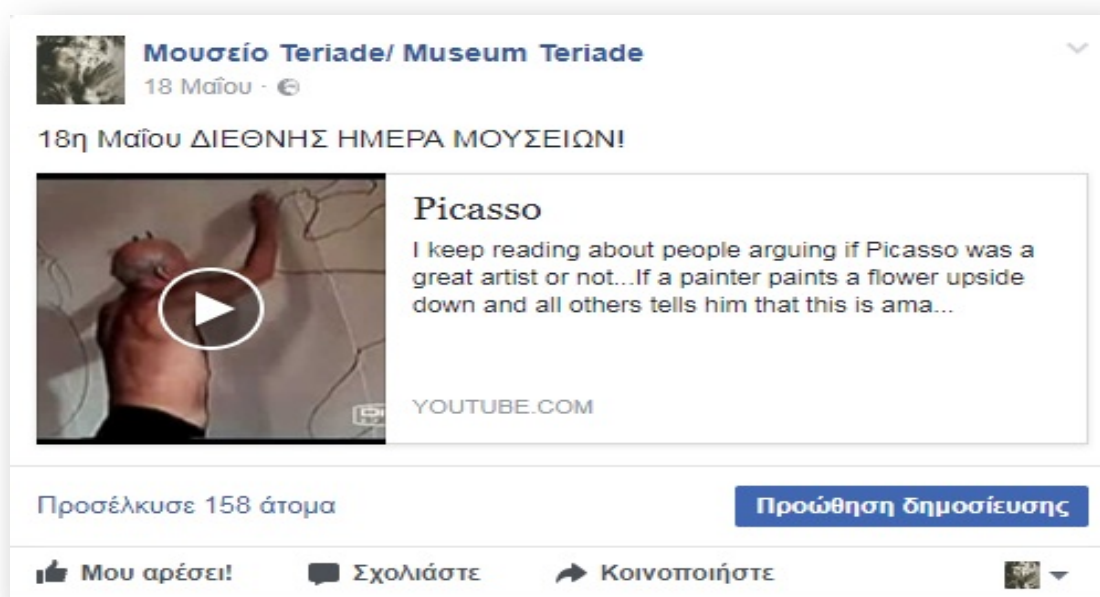 Μουσείο Teriade/ Museum Teriade
18 Μαΐου ·
18η Μαΐου ΔΙΕΘΝΗΣ ΗΜΕΡΑ ΜΟΥΣΕΙΩΝ!
Picasso
I keep reading about people arguing if Picasso was a
great artist or not...If a painter paints a flower upside
down and all others tells him that this is ama...
YOUTUBE.COM
Προσέλκυσε 158 άτομα
Προώθηση δημοσίευσης
Μου αρέσει! Σχολιάστε Κοινοποιήστε